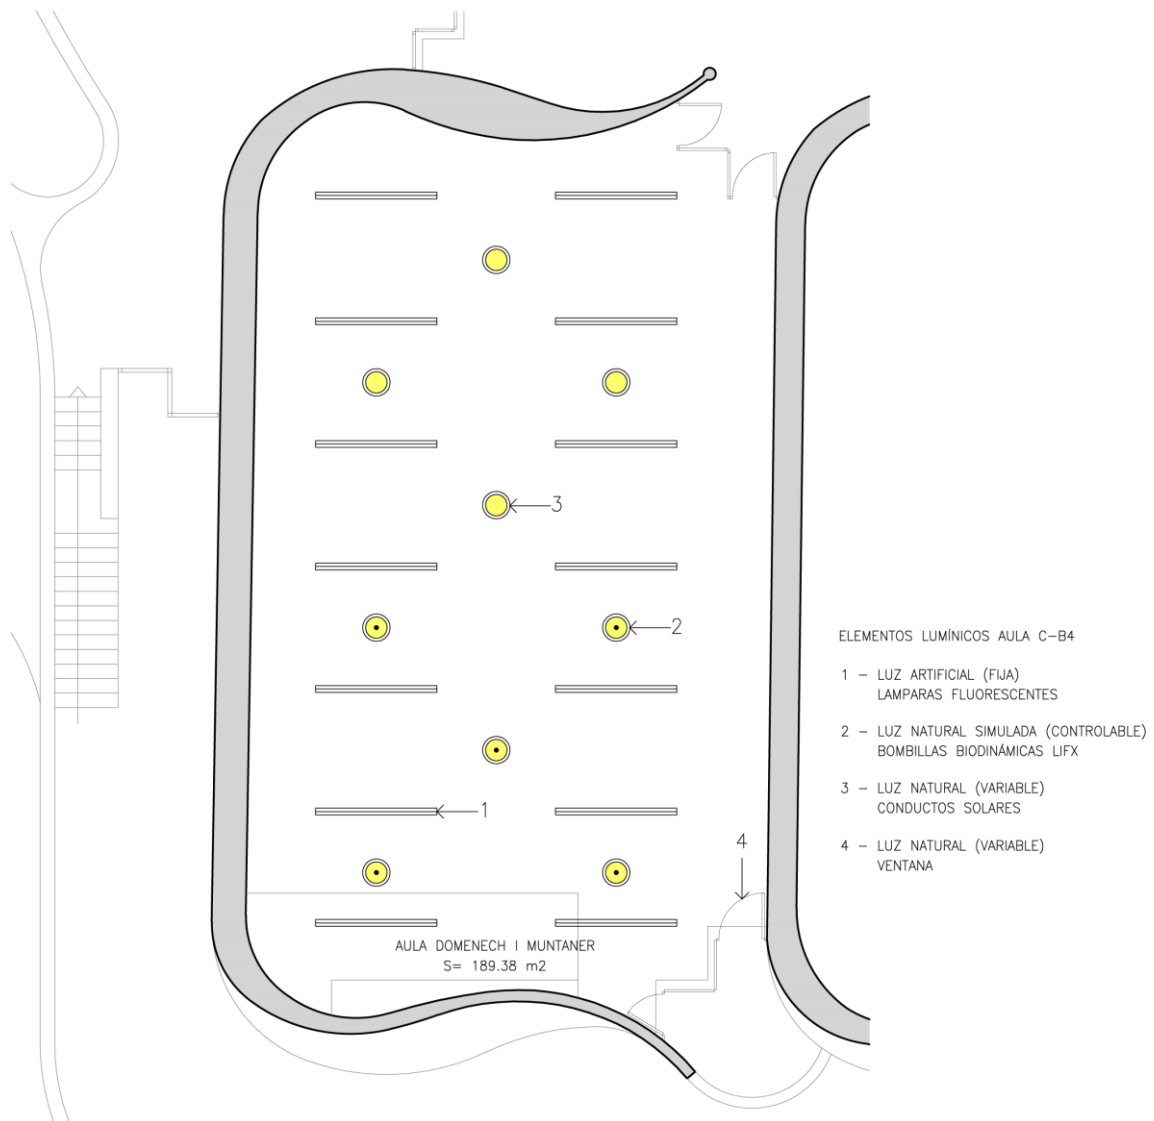 3
2
ELEMENTOS LUMÍNICOS AULA C-B4
1 - LUZ ARTIFICIAL (FIJA)
LAMPARAS FLUORESCENTES
2 - LUZ NATURAL SIMULADA (CONTROLABLE)
BOMBILLAS BIODINÁMICAS LIFX
3 - LUZ NATURAL (VARIABLE)
CONDUCTOS SOLARES
1
4
4 - LUZ NATURAL (VARIABLE)
VENTANA
AULA DOMENECH I MUNTANER
S= 189.38 m2